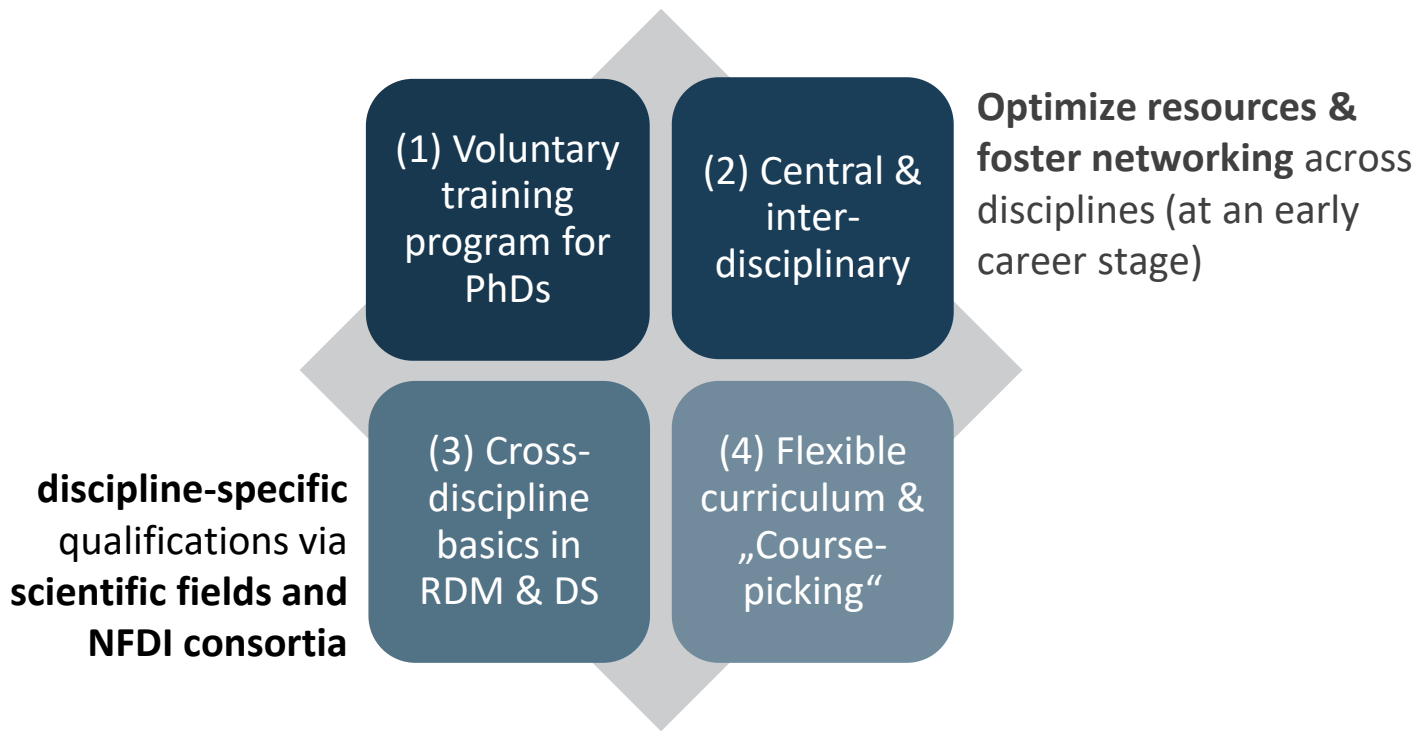 (1) Voluntary
training
program for
PhDs
(2) Central &
inter-
disciplinary
Optimize resources &
foster networking across
disciplines (at an early
career stage)
discipline-specific
qualifications via
scientific fields and
NFDI consortia
(3) Cross-
discipline
basics in
RDM & DS
(4) Flexible
curriculum &
„Course-
picking“